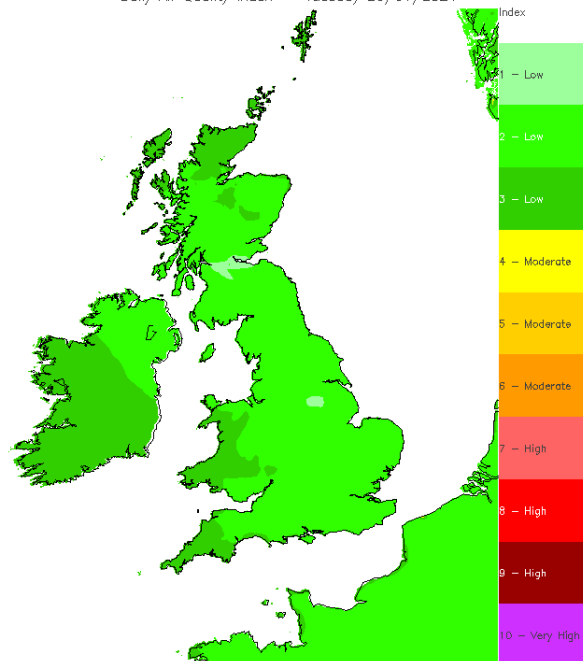 Index
1 - Low
2 - Low
3 - Low
4 - Moderate
5 - Moderate
6 - Moderate
7 - High
8 - High
9 - High
10 - Very High